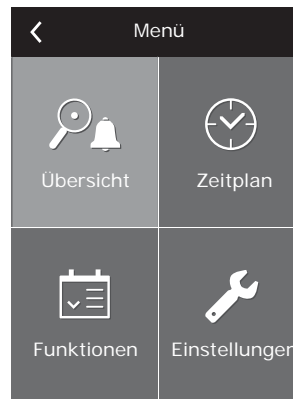 Menü
Übersicht
Zeitplan
Funktionen
Einstellungen